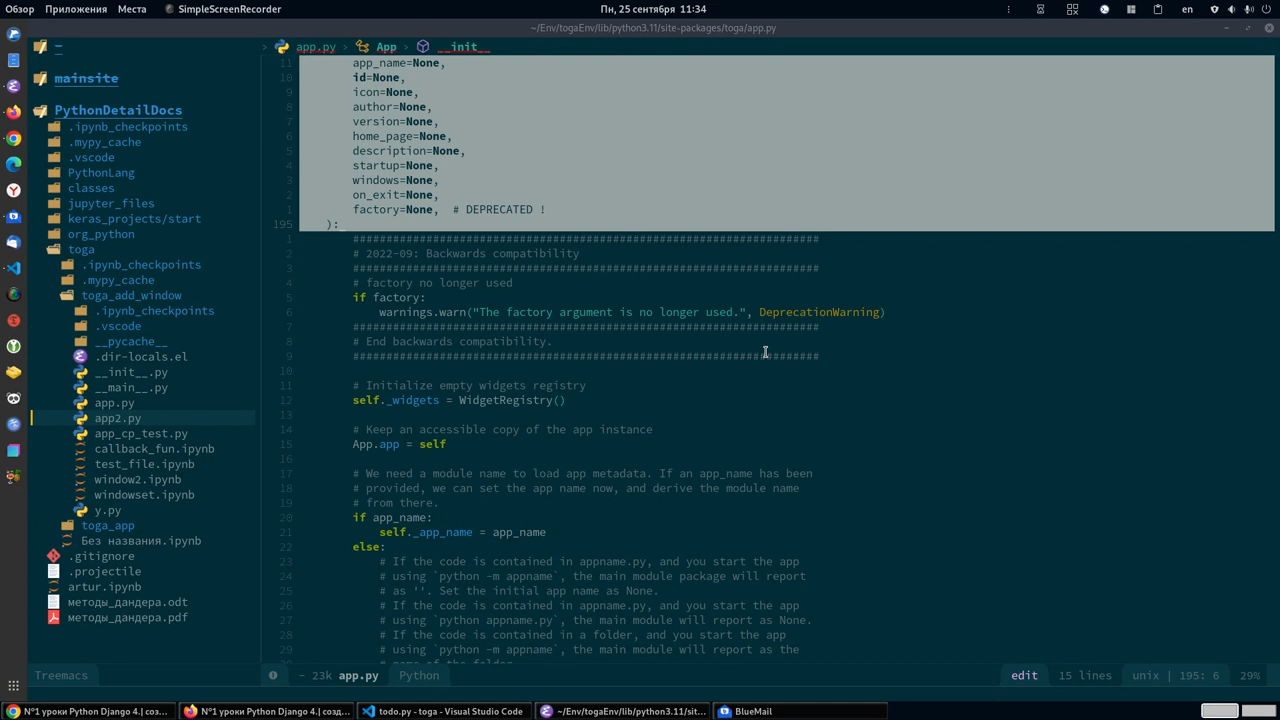 Обзор Приложения Места SimpleScreenRecorder Пн, 25 сентября 11:34 en
~/Env/togaEnv/lib/python3.11/site-packages/toga/app.py
app.py > App > __init__
mainsite
PythonDetailDocs
.ipynb_checkpoints
.mypy_cache
.vscode
PythonLang
classes
jupyter_files
keras_projects/start
org_python
toga
.ipynb_checkpoints
.mypy_cache
toga_add_window
.ipynb_checkpoints
.vscode
__pycache__
.dir-locals.el
__init__.py
__main__.py
app.py
app2.py
app_cp_test.py
callback_fun.ipynb
test_file.ipynb
window2.ipynb
windowset.ipynb
y.py
toga_app
Без названия.ipynb
.gitignore
.projectile
artur.ipynb
методы_дандера.odt
методы_дандера.pdf
11 app_name=None,
10 id=None,
9 icon=None,
8 author=None,
7 version=None,
6 home_page=None,
5 description=None,
4 startup=None,
3 windows=None,
2 on_exit=None,
1 factory=None,  # DEPRECATED !
195 ):
1 ######################################################################
2 # 2022-09: Backwards compatibility
3 ######################################################################
4 # factory no longer used
5 if factory:
6 warnings.warn("The factory argument is no longer used.", DeprecationWarning)
7 ######################################################################
8 # End backwards compatibility.
9 ######################################################################
10
11 # Initialize empty widgets registry
12 self._widgets = WidgetRegistry()
13
14 # Keep an accessible copy of the app instance
15 App.app = self
16
17 # We need a module name to load app metadata. If an app_name has been
18 # provided, we can set the app name now, and derive the module name
19 # from there.
20 if app_name:
21 self._app_name = app_name
22 else:
23 # If the code is contained in appname.py, and you start the app
24 # using `python -m appname`, the main module package will report
25 # as ''. Set the initial app name as None.
26 # If the code is contained in appname.py, and you start the app
27 # using `python appname.py`, the main module will report as None.
28 # If the code is contained in a folder, and you start the app
29 # using `python -m appname`, the main module will report as the
# name of the folder.
Treemacs - 23k app.py Python edit 15 lines unix | 195: 6 29%
№1 уроки Python Django 4.| (созд... №1 уроки Python Django 4.| (созд... todo.py - toga - Visual Studio Code ~/Env/togaEnv/lib/python3.11/sit... BlueMail